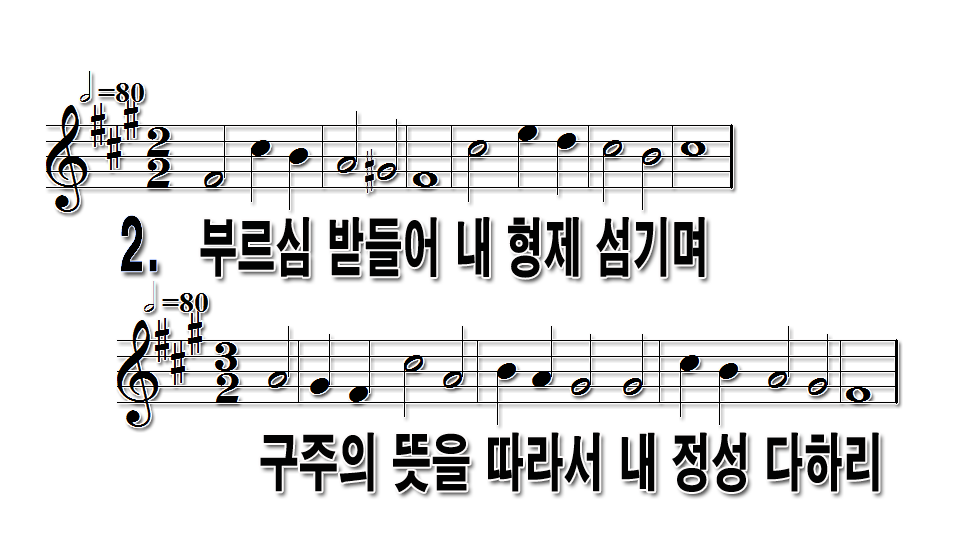 =80
2. 부르심 받들어 내 형제 섬기며
=80
구주의 뜻을 따라서 내 정성 다하리